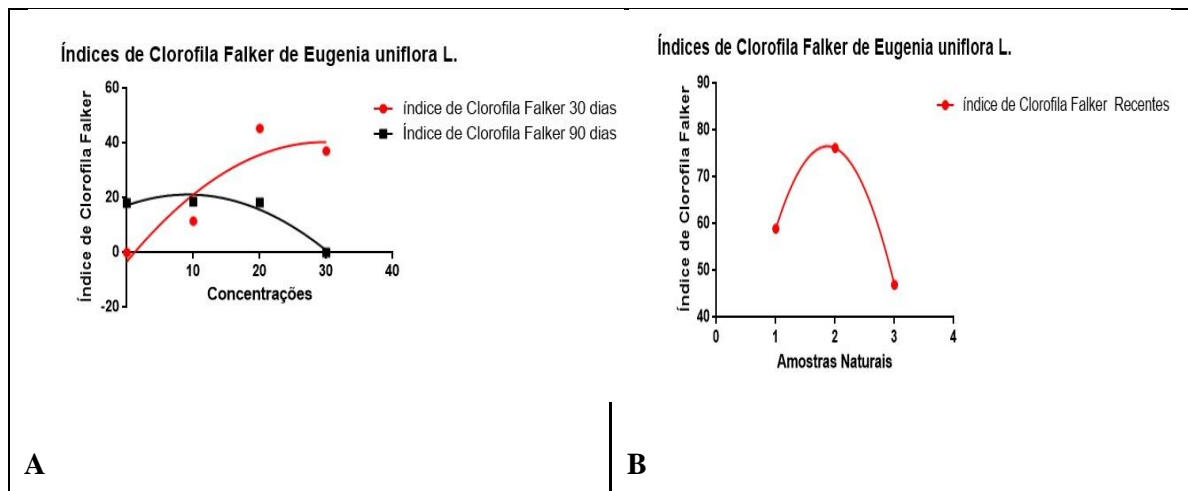 Índices de Clorofila Falker de Eugenia uniflora L.
Índice de Clorofila Falker
60
40
20
0
-20
10
20
30
40
Concentrações
índice de Clorofila Falker 30 dias
Índice de Clorofila Falker 90 dias
A
Índices de Clorofila Falker de Eugenia uniflora L.
Índice de Clorofila Falker
90
80
70
60
50
40
0
1
2
3
4
Amostras Naturais
índice de Clorofila Falker Recentes
B